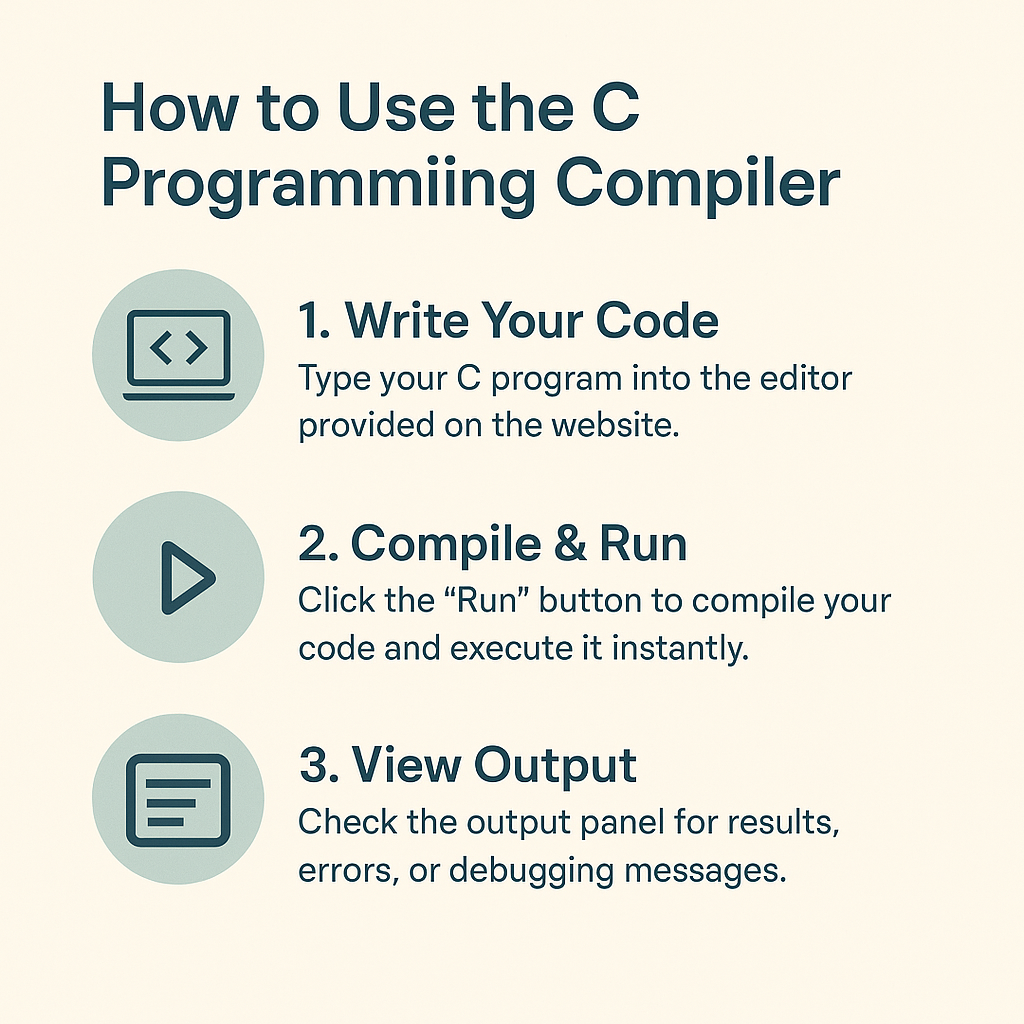 How to Use the C
Programmiing Compiler
1. Write Your Code
Type your C program into the editor
provided on the website.
2. Compile & Run
Click the “Run” button to compile your
code and execute it instantly.
3. View Output
Check the output panel for results,
errors, or debugging messages.